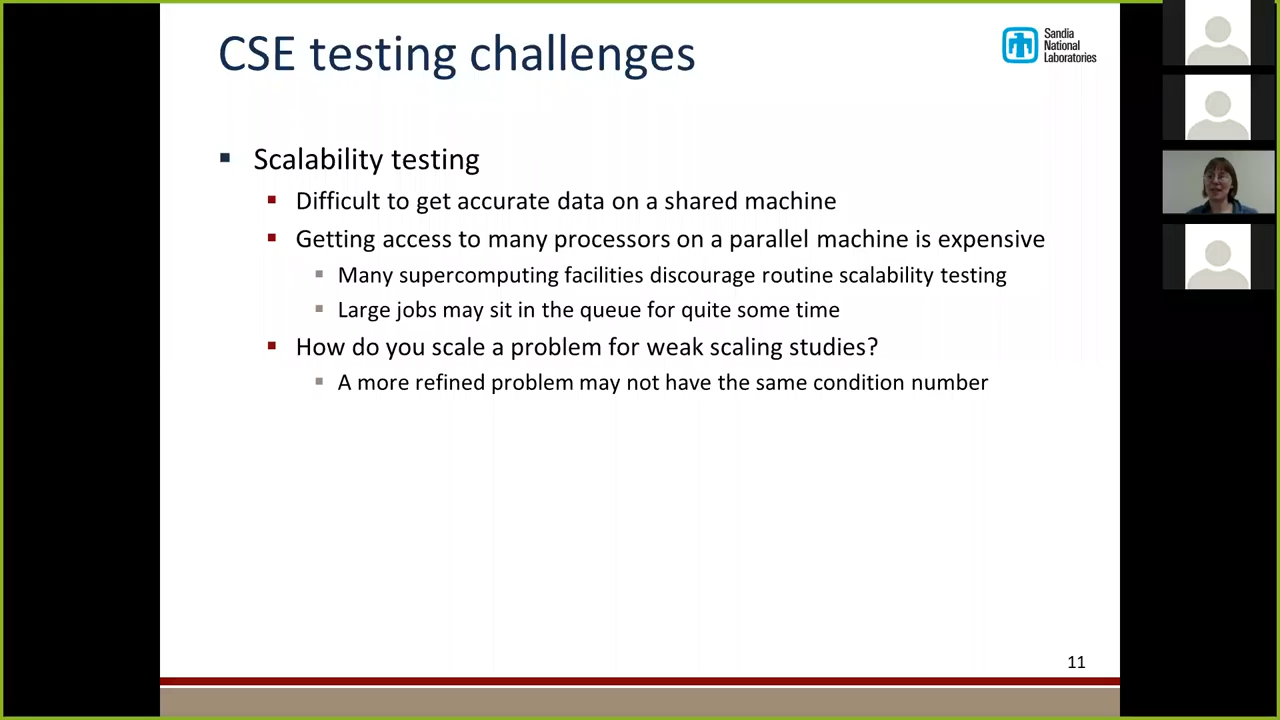 CSE testing challenges
Sandia
National
Laboratories
Scalability testing
Difficult to get accurate data on a shared machine
Getting access to many processors on a parallel machine is expensive
Many supercomputing facilities discourage routine scalability testing
Large jobs may sit in the queue for quite some time
How do you scale a problem for weak scaling studies?
A more refined problem may not have the same condition number
11